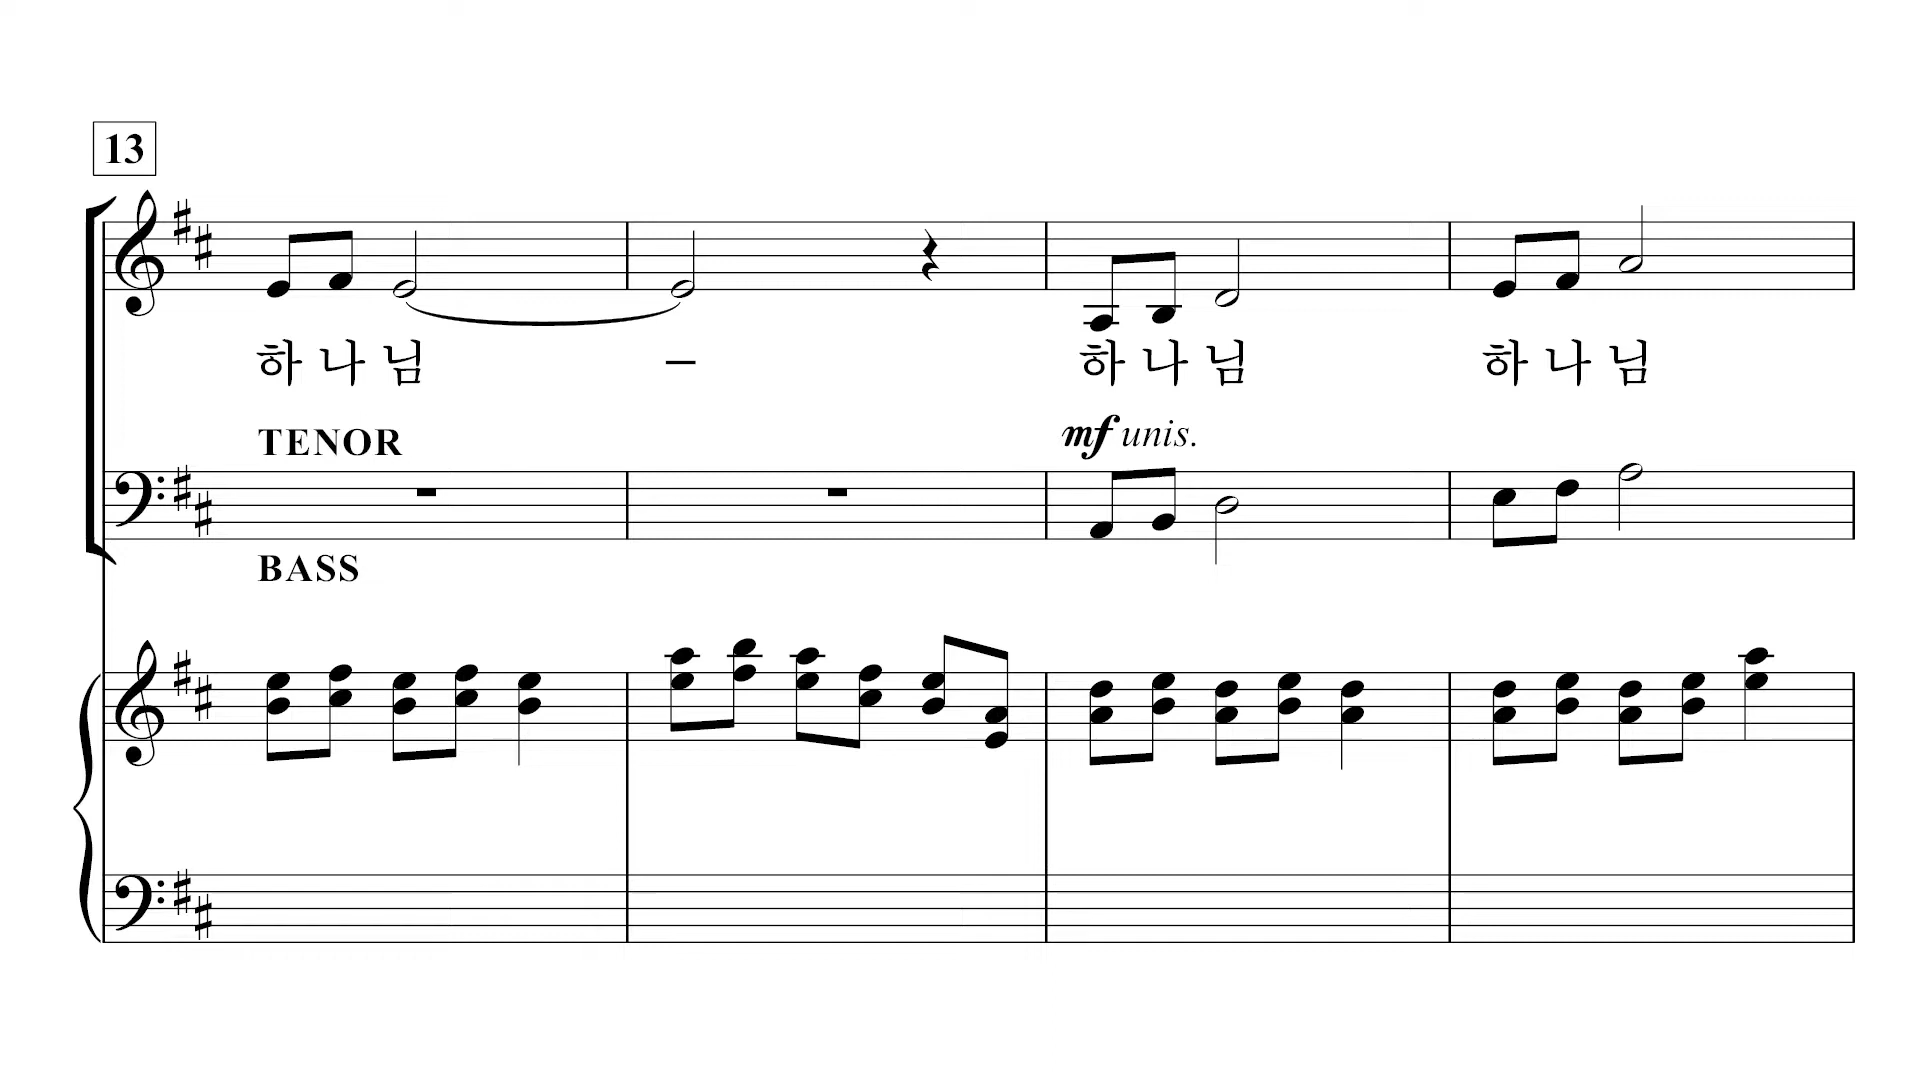 13
하 나 님 – 하 나 님 하 나 님
TENOR
mf unis.
BASS